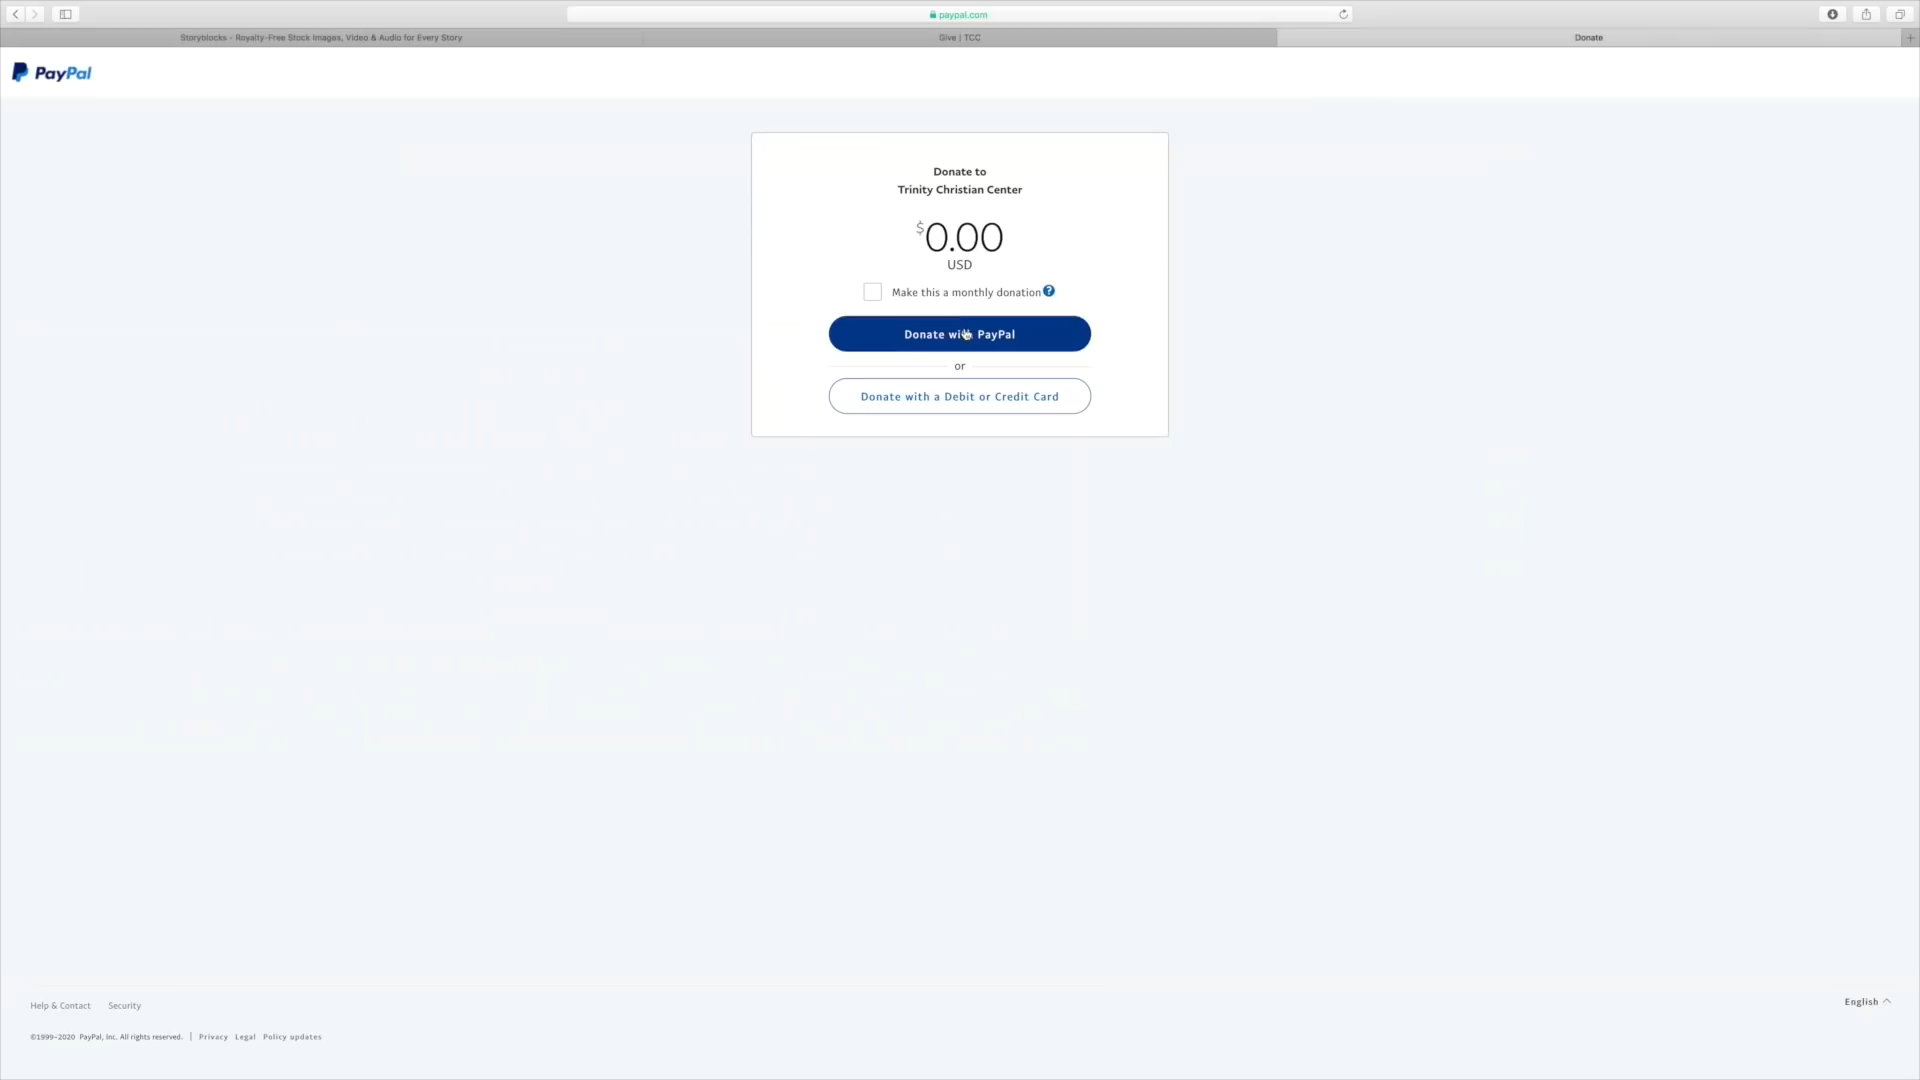 paypal.com
Storyblocks - Royalty-Free Stock Images, Video & Audio for Every Story
Give | TCC
Donate
PayPal
Donate to
Trinity Christian Center
$0.00
USD
Make this a monthly donation ?
Donate with PayPal
or
Donate with a Debit or Credit Card
Help & Contact Security
English
©1999-2020 PayPal, Inc. All rights reserved. | Privacy Legal Policy updates